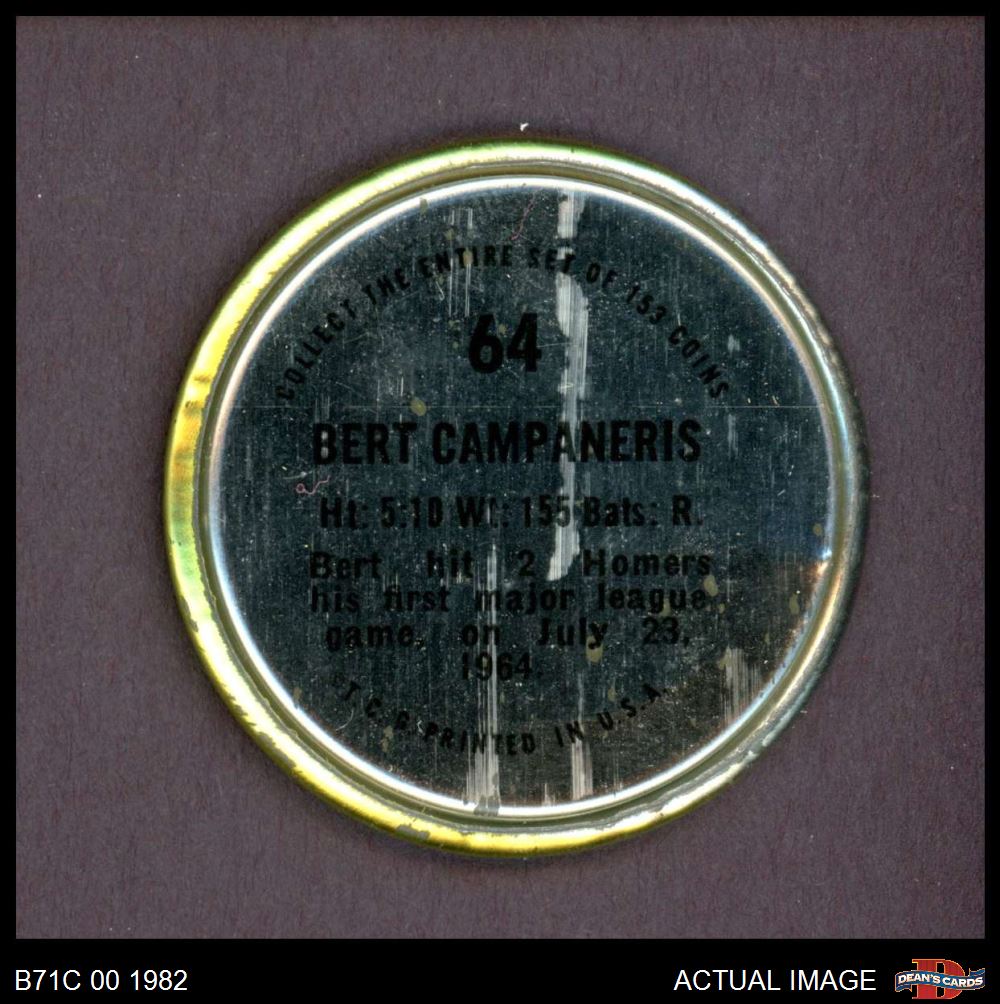 COLLECT THE ENTIRE SET OF 153 COINS
64
BERT CAMPANERIS
Ht: 5:10 Wt: 155 Bats: R.
Bert hit 2 Homers
his first major league
game, on July 23,
1964.
T.C.G. PRINTED IN U.S.A.
B71C 00 1982
ACTUAL IMAGE
DEAN'S CARDS